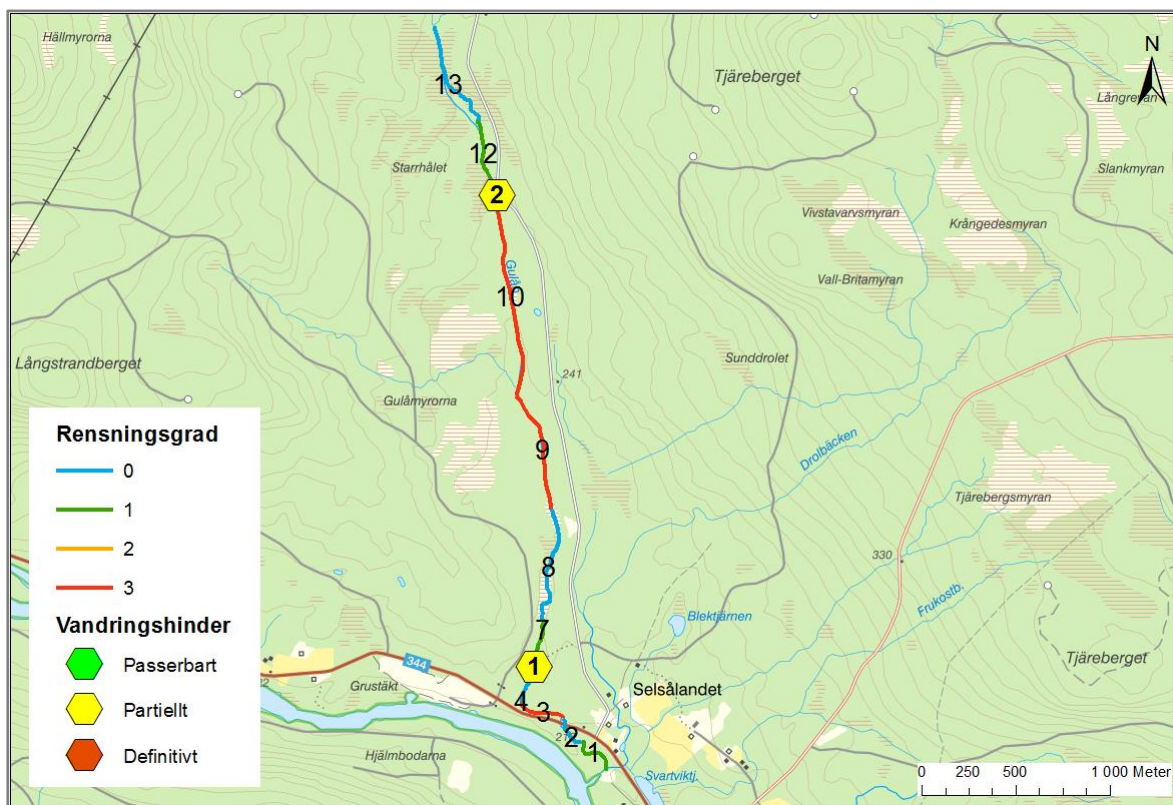 Hällmyrorna
13
Tjäreberget
N
Långreyan
12
Starrhålet
Slankmyran
2
Vivstavarvsmyran
Krångedesmyran
10
Vall-Britamyran
Långstrandberget
Sunddrolet
241
Gulåmyrorna
Rensningsgrad
0
1
2
3
9
Drolbäcken
Tjärebergsmyran
330
8
Frukostb.
Blektjärnen
7
Vandringshinder
Passerbart
Partiellt
Definitivt
1
344
Tjäreberget
Grustäkt
4
3
Selsålandet
2
1
Hjälmbodarna
Svartviktj.
0 250 500 1 000 Meter